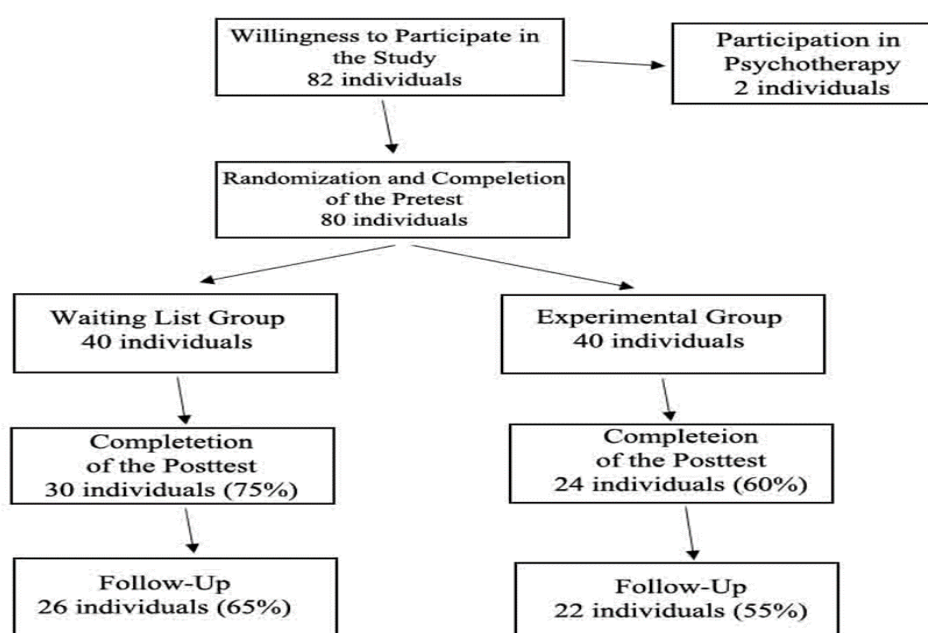 Willingness to Participate in
the Study
82 individuals
Participation in
Psychotherapy
2 individuals
Randomization and Compeletion
of the Pretest
80 individuals
Waiting List Group
40 individuals
Experimental Group
40 individuals
Completetion
of the Posttest
30 individuals (75%)
Completeion
of the Posttest
24 individuals (60%)
Follow-Up
26 individuals (65%)
Follow-Up
22 individuals (55%)